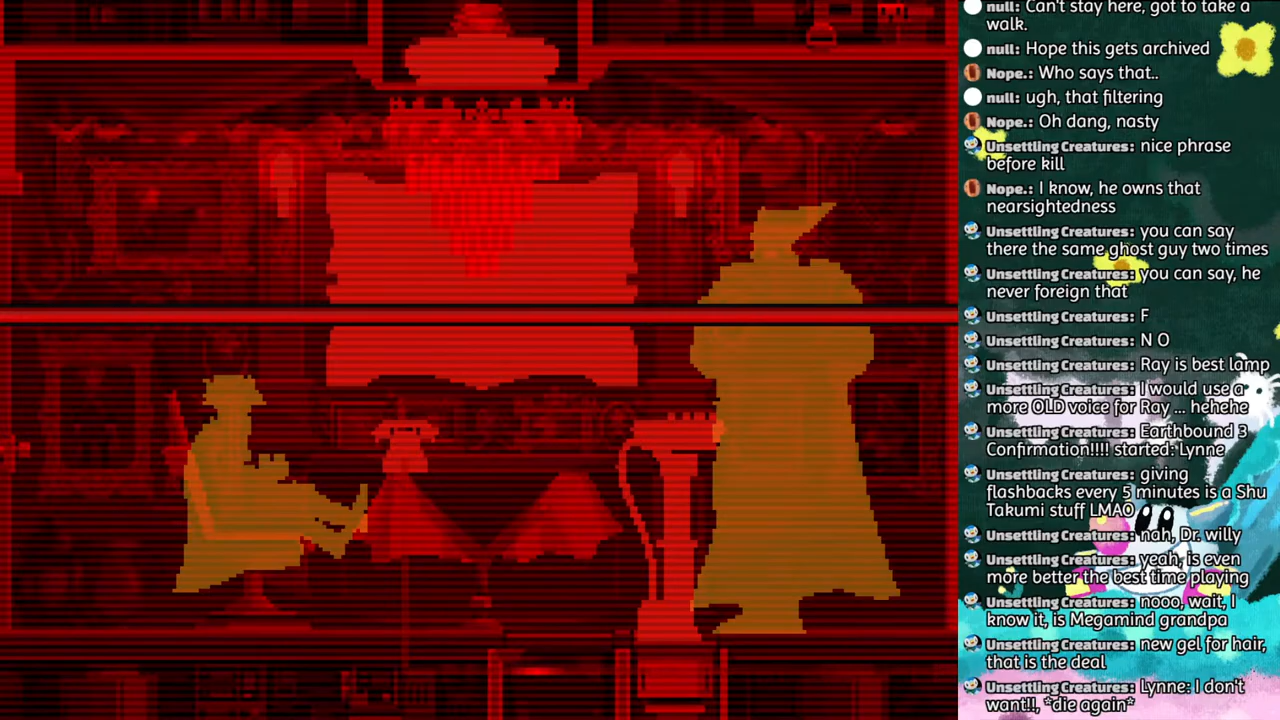 null: Can't stay here, got to take a
walk.
null: Hope this gets archived
Nope.: Who says that..
null: ugh, that filtering
Nope.: Oh dang, nasty
Unsettling Creatures: nice phrase
before kill
Nope.: I know, he owns that
nearsightedness
Unsettling Creatures: you can say
there the same ghost guy two times
Unsettling Creatures: you can say, he
never foreign that
Unsettling Creatures: F
Unsettling Creatures: N O
Unsettling Creatures: Ray is best lamp
Unsettling Creatures: I would use a
more OLD voice for Ray ... hehehe
Unsettling Creatures: Earthbound 3
Confirmation!!!! started: Lynne
Unsettling Creatures: giving
flashbacks every 5 minutes is a Shu
Takumi stuff LMAO
Unsettling Creatures: nah, Dr. willy
Unsettling Creatures: yeah, is even
more better the best time playing
Unsettling Creatures: nooo, wait, I
know it, is Megamind grandpa
Unsettling Creatures: new gel for hair,
that is the deal
Unsettling Creatures: Lynne: I don't
want!!, *die again*